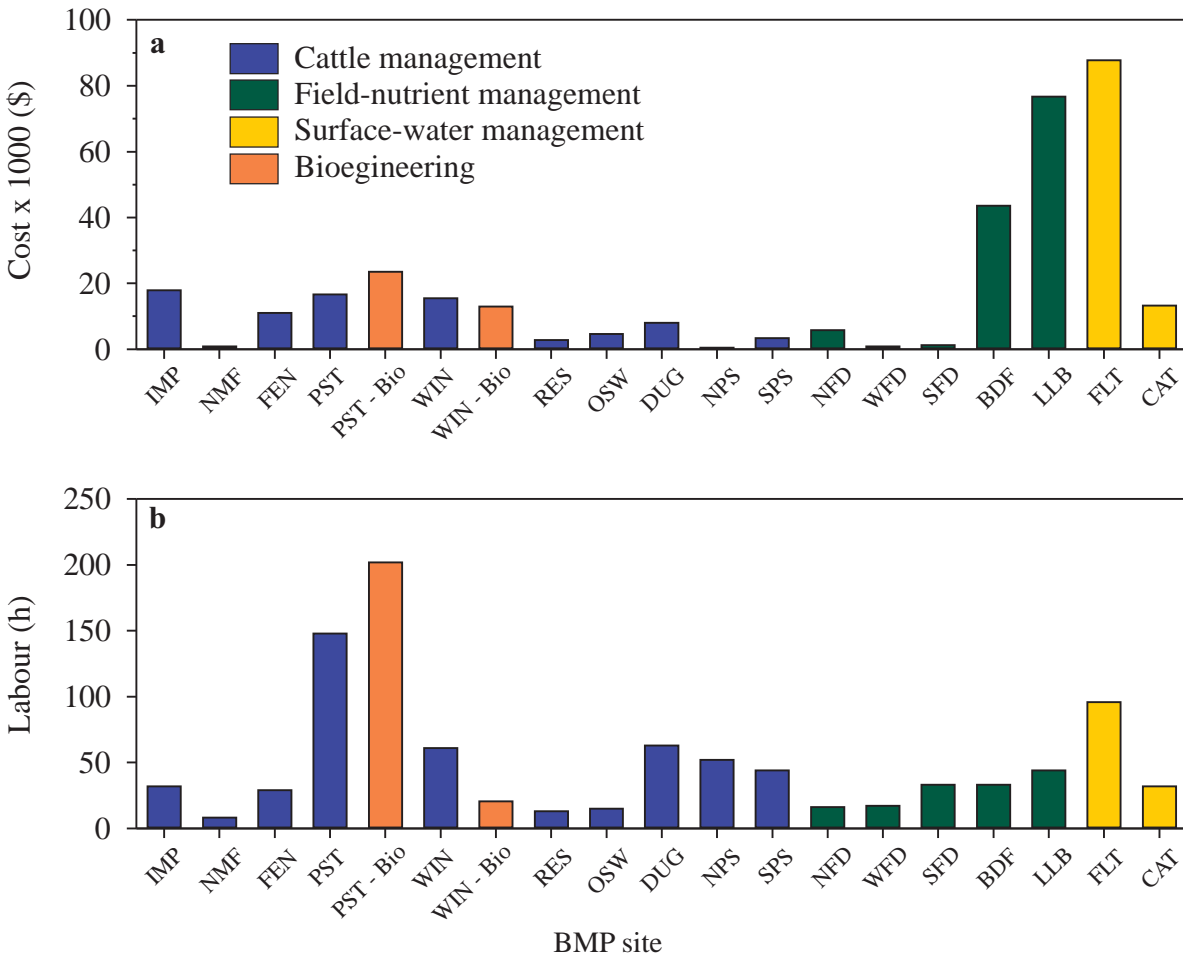 100
80
60
40
20
0
Cost x 1000 ($)
a
Cattle management
Field-nutrient management
Surface-water management
Bioegineering
IMP
NMF
FEN
PST
PST - Bio
WIN
WIN - Bio
RES
OSW
DUG
NPS
SPS
NFD
WFD
SFD
BDF
LLB
FLT
CAT
250
200
150
100
50
0
Labour (h)
b
IMP
NMF
FEN
PST
PST - Bio
WIN
WIN - Bio
RES
OSW
DUG
NPS
SPS
NFD
WFD
SFD
BDF
LLB
FLT
CAT
BMP site